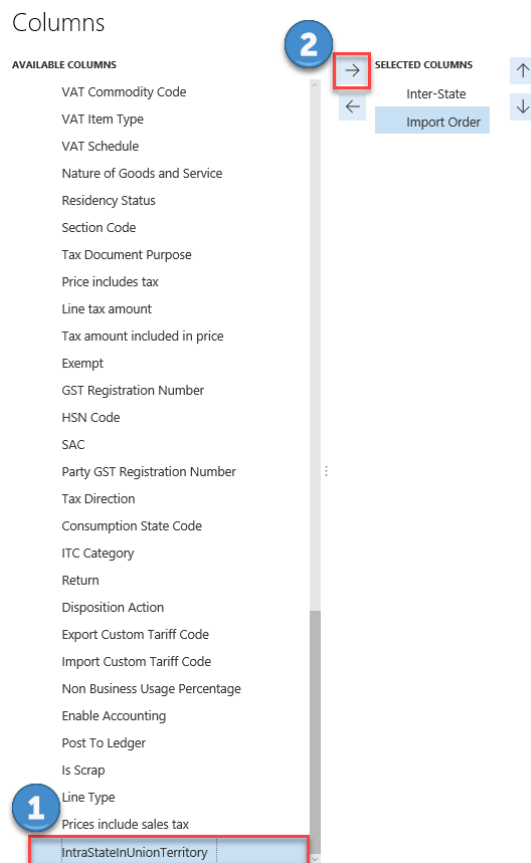 Columns
2
AVAILABLE COLUMNS
SELECTED COLUMNS
VAT Commodity Code
VAT Item Type
VAT Schedule
Nature of Goods and Service
Residency Status
Section Code
Tax Document Purpose
Price includes tax
Line tax amount
Tax amount included in price
Exempt
GST Registration Number
HSN Code
SAC
Party GST Registration Number
Tax Direction
Consumption State Code
ITC Category
Return
Disposition Action
Export Custom Tariff Code
Import Custom Tariff Code
Non Business Usage Percentage
Enable Accounting
Post To Ledger
Is Scrap
Line Type
Prices include sales tax
1
IntraStateInUnionTerritory
Inter-State
Import Order